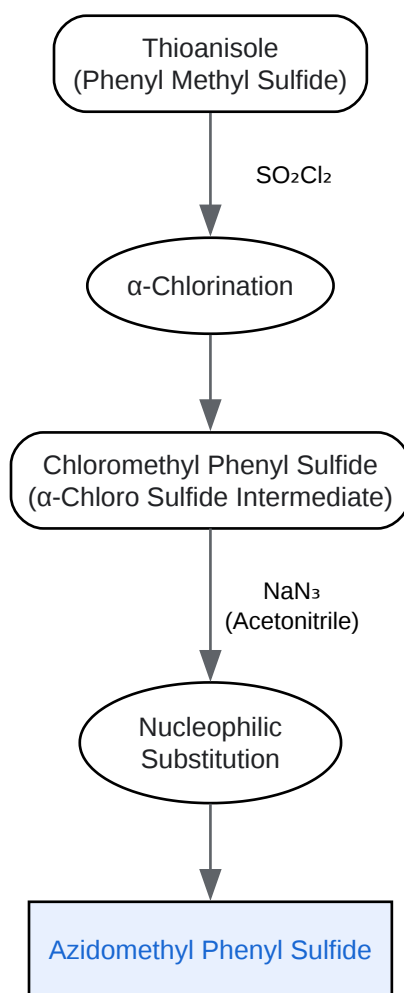 Thioanisole
(Phenyl Methyl Sulfide)
SO₂Cl₂
α-Chlorination
Chloromethyl Phenyl Sulfide
(α-Chloro Sulfide Intermediate)
NaN₃
(Acetonitrile)
Nucleophilic
Substitution
Azidomethyl Phenyl Sulfide